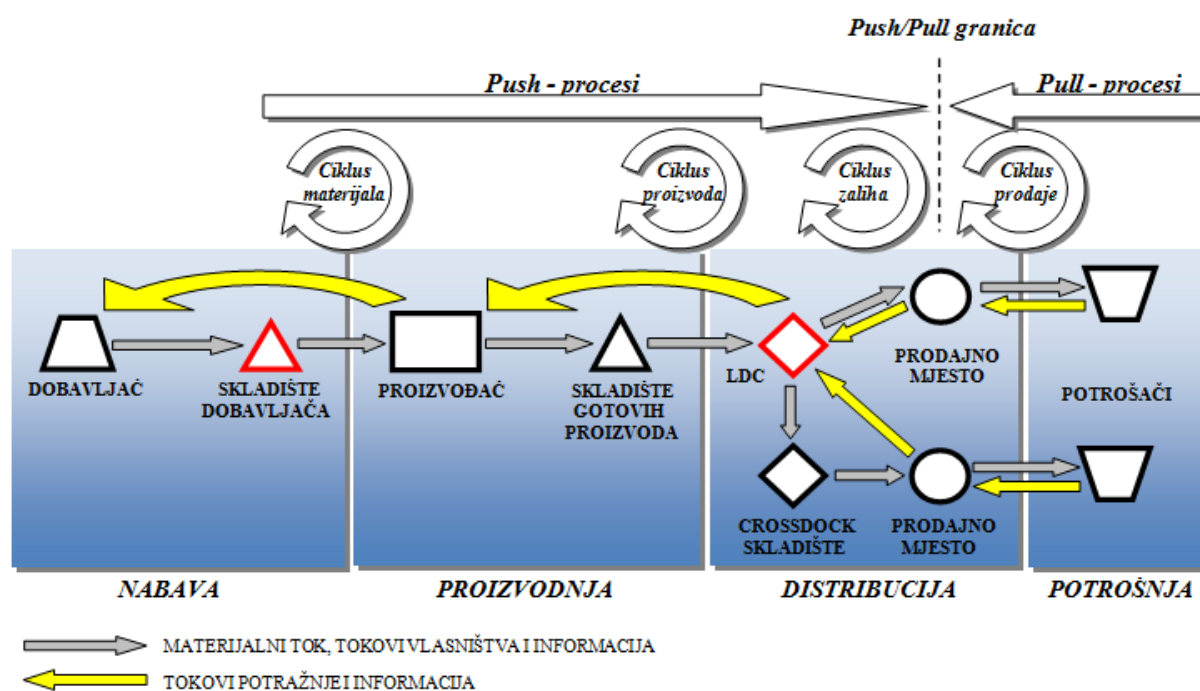 Push/Pull granica
Push - procesi
Pull - procesi
Ciklus
materijala
Ciklus
proizvoda
Ciklus
zaliha
Ciklus
prodaje
DOBAVLJAČ
SKLADIŠTE
DOBAVLJAČA
PROIZVOĐAČ
SKLADIŠTE
GOTOVIH
PROIZVODA
LDC
PRODAJNO
MJESTO
POTROŠAČI
CROSSDOCK
SKLADIŠTE
PRODAJNO
MJESTO
NABAVA
PROIZVODNJA
DISTRIBUCIJA
POTROŠNJA
MATERIJALNI TOK, TOKOVI VLASNIŠTVA I INFORMACIJA
TOKOVI POTRAŽNJE I INFORMACIJA